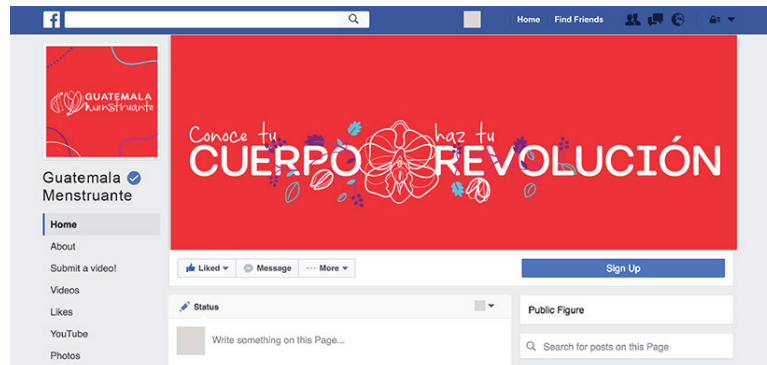 f
Home Find Friends
GUATEMALA
Menstruante
Conoce tu haz tu
CUERPO REVOLUCIÓN
Guatemala
Menstruante
Home
About
Submit a video!
Videos
Likes
YouTube
Photos
Liked Message ··· More
Sign Up
Status
Write something on this Page...
Public Figure
Search for posts on this Page